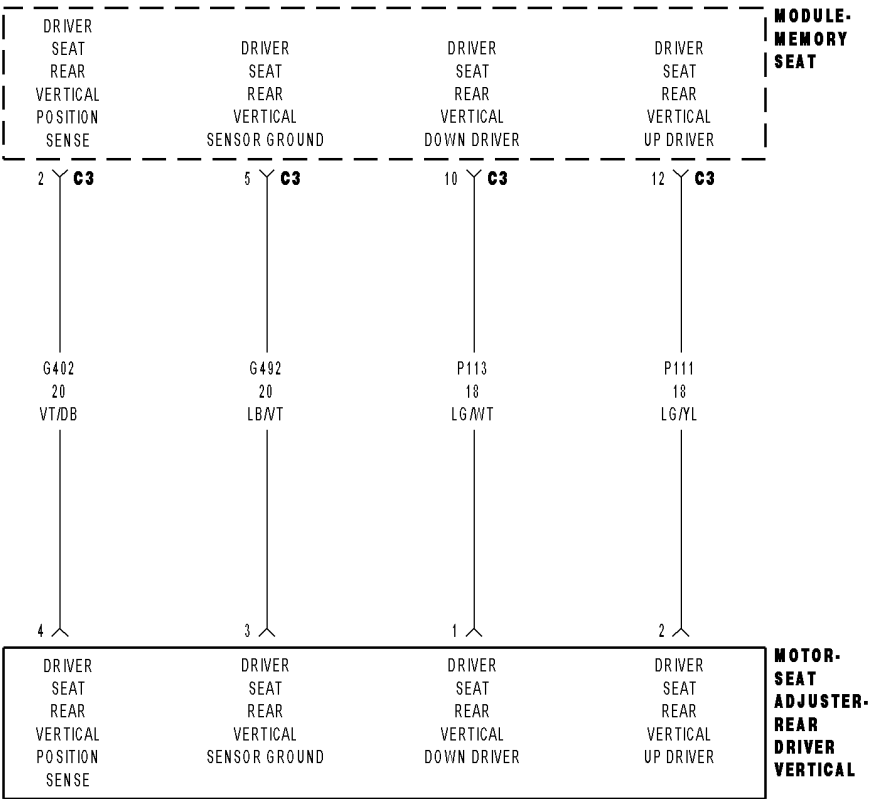 DRIVER
SEAT
REAR
VERTICAL
POSITION
SENSE
DRIVER
SEAT
REAR
VERTICAL
SENSOR GROUND
DRIVER
SEAT
REAR
VERTICAL
DOWN DRIVER
DRIVER
SEAT
REAR
VERTICAL
UP DRIVER
MODULE-
MEMORY
SEAT
2 C3
5 C3
10 C3
12 C3
G402
20
VT/DB
G492
20
LB/VT
P113
18
LG/WT
P111
18
LG/YL
4
3
1
2
DRIVER
SEAT
REAR
VERTICAL
POSITION
SENSE
DRIVER
SEAT
REAR
VERTICAL
SENSOR GROUND
DRIVER
SEAT
REAR
VERTICAL
DOWN DRIVER
DRIVER
SEAT
REAR
VERTICAL
UP DRIVER
MOTOR-
SEAT
ADJUSTER-
REAR
DRIVER
VERTICAL